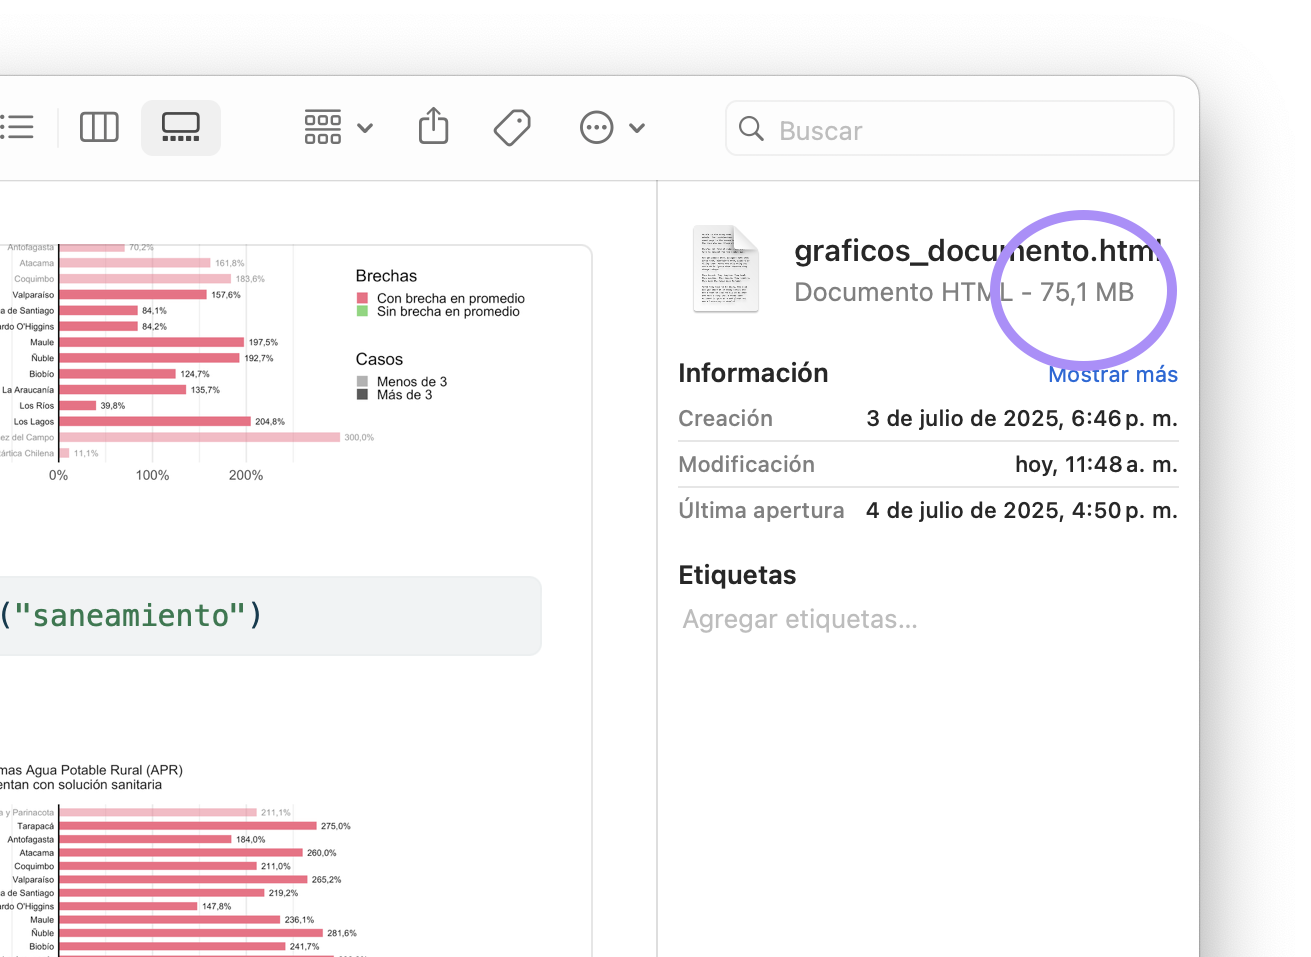 Buscar
Antofagasta 70,2%
Atacama 161,8%
Coquimbo 183,6%
Valparaíso 157,6%
a de Santiago 84,1%
ardo O'Higgins 84,2%
Maule 197,5%
Ñuble 192,7%
Biobío 124,7%
La Araucanía 135,7%
Los Ríos 39,8%
Los Lagos 204,8%
ez del Campo 300,0%
ártica Chilena 11,1%
0% 100% 200%
Brechas
Con brecha en promedio
Sin brecha en promedio
Casos
Menos de 3
Más de 3
("saneamiento")
mas Agua Potable Rural (APR)
entan con solución sanitaria
a y Parinacota 211,1%
Tarapacá 275,0%
Antofagasta 184,0%
Atacama 260,0%
Coquimbo 211,0%
Valparaíso 265,2%
a de Santiago 219,2%
ardo O'Higgins 147,8%
Maule 236,1%
Ñuble 281,6%
Biobío 241,7%
graficos_documento.html
Documento HTML - 75,1 MB
Información
Mostrar más
Creación 3 de julio de 2025, 6:46 p. m.
Modificación hoy, 11:48 a. m.
Última apertura 4 de julio de 2025, 4:50 p. m.
Etiquetas
Agregar etiquetas...